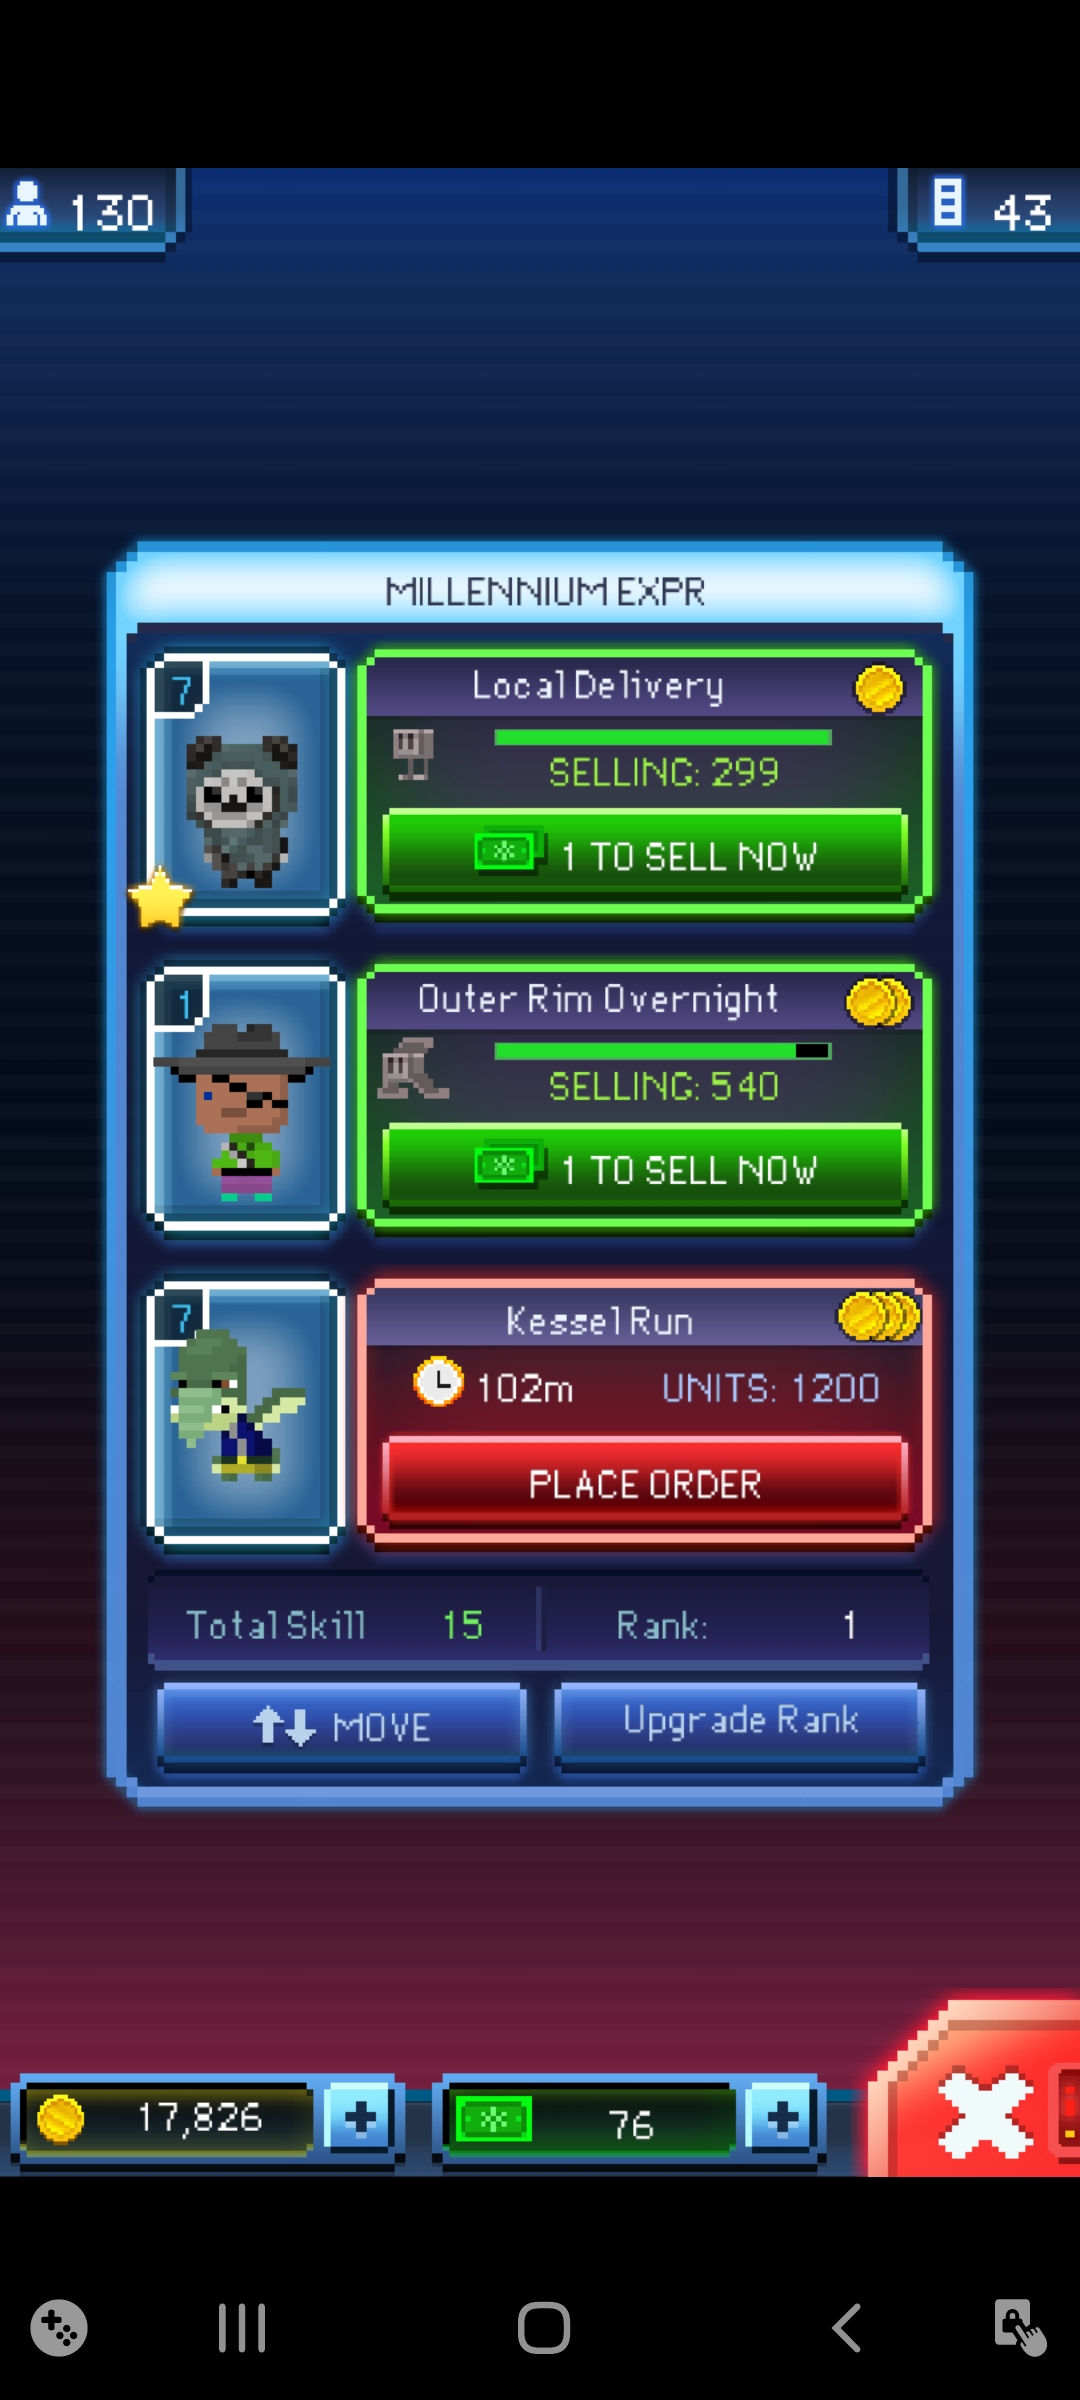 130
43
MILLENNIUM EXPR
7
Local Delivery
SELLING: 299
1 TO SELL NOW
1
Outer Rim Overnight
SELLING: 540
1 TO SELL NOW
7
Kessel Run
102m UNITS: 1200
PLACE ORDER
Total Skill 15 Rank: 1
MOVE Upgrade Rank
17,826 76